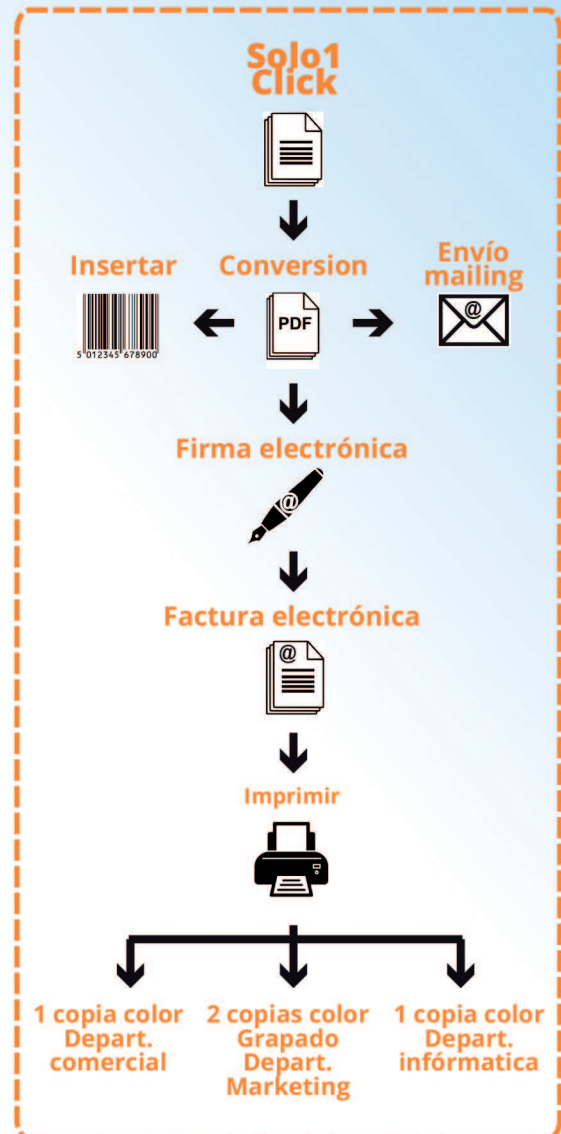 Solo1
Click
Insertar
Conversion
Envío
mailing
5 012345 678900
PDF
@
Firma electrónica
@
Factura electrónica
@
Imprimir
1 copia color
Depart.
comercial
2 copias color
Grapado
Depart.
Marketing
1 copia color
Depart.
infórmatica